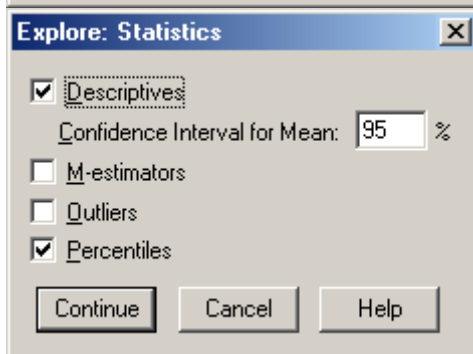 Explore: Statistics
Descriptives
Confidence Interval for Mean: 95 %
M-estimators
Outliers
Percentiles
Continue Cancel Help